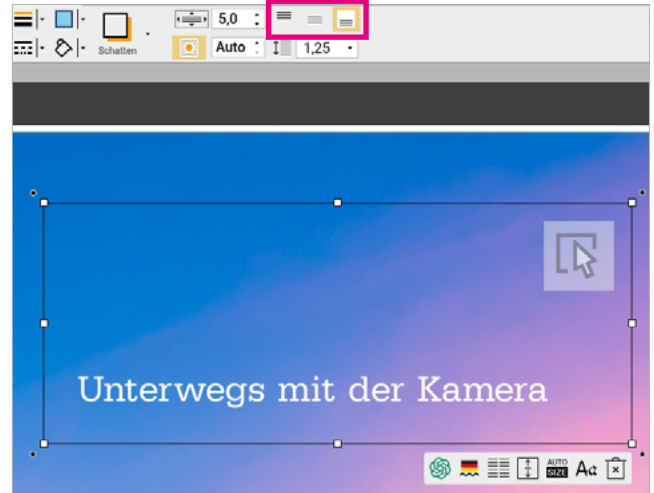 5,0
Schatten
Auto
1,25
Unterwegs mit der Kamera
AUTO
SIZE
Aa